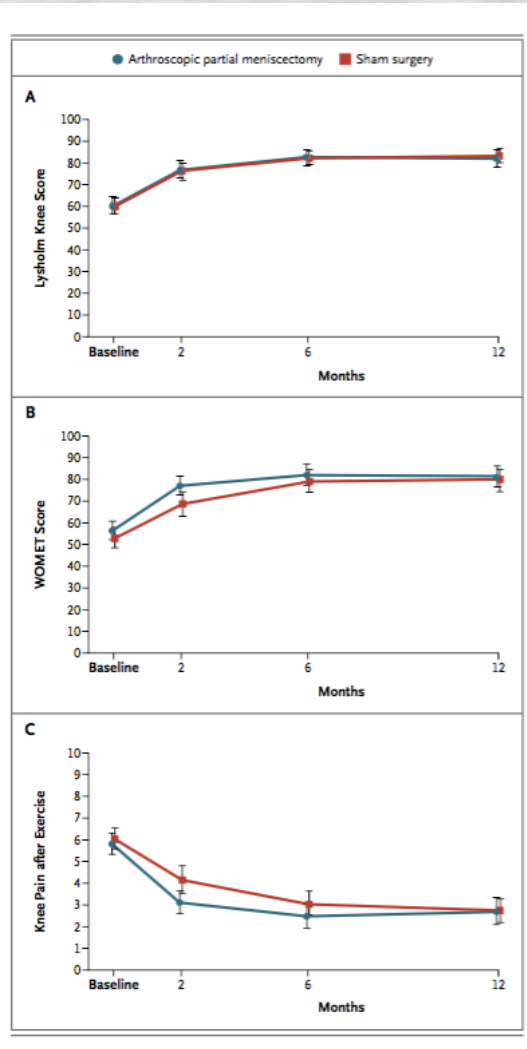 Arthroscopic partial meniscectomy Sham surgery
A
Lysholm Knee Score
100
90
80
70
60
50
40
30
20
10
0
Baseline 2 6 12
Months
B
WOMET Score
100
90
80
70
60
50
40
30
20
10
0
Baseline 2 6 12
Months
C
Knee Pain after Exercise
10
9
8
7
6
5
4
3
2
1
0
Baseline 2 6 12
Months